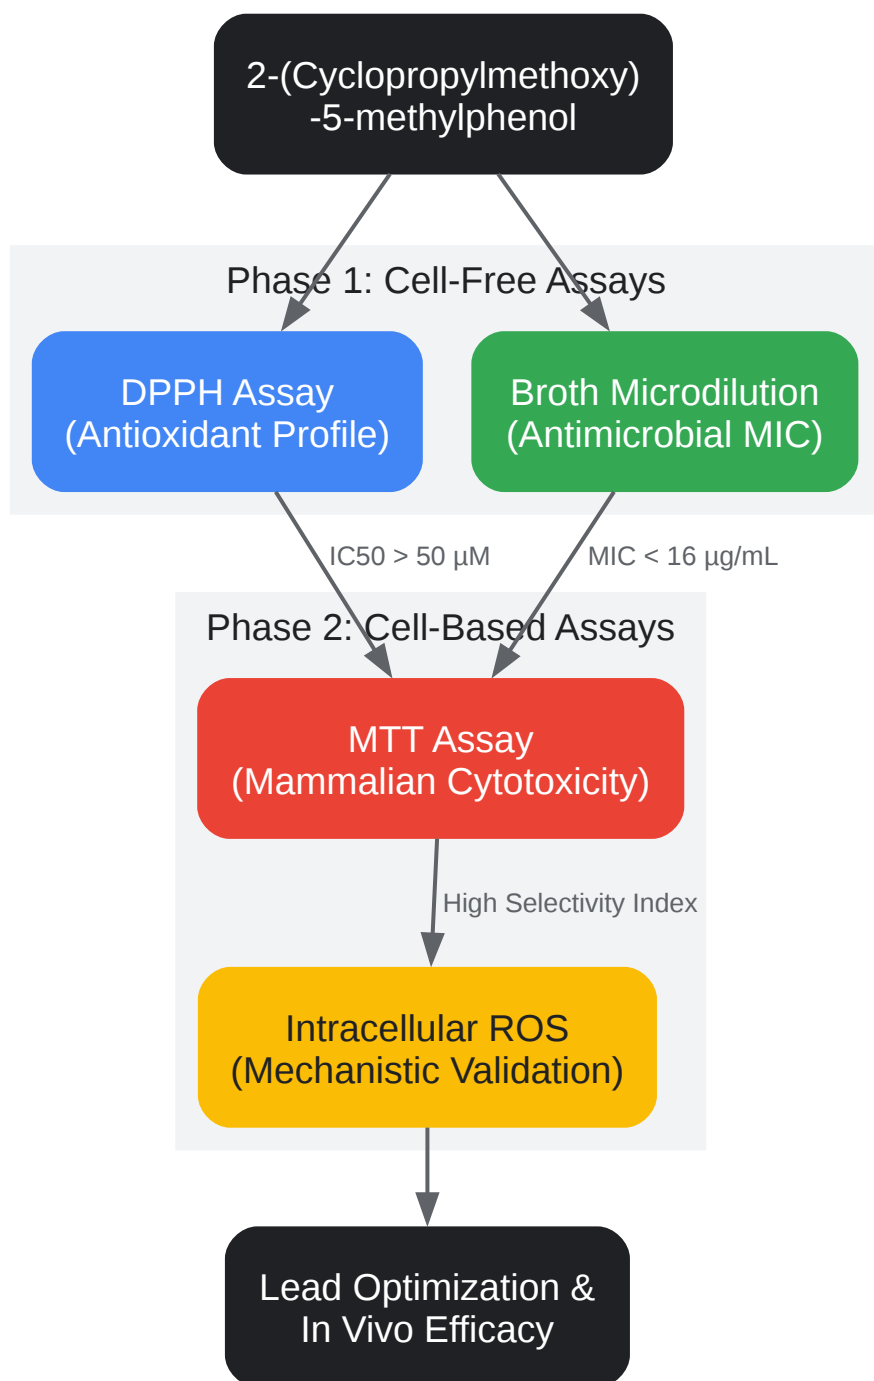 2-(Cyclopropylmethoxy)
-5-methylphenol
Phase 1: Cell-Free Assays
DPPH Assay
(Antioxidant Profile)
Broth Microdilution
(Antimicrobial MIC)
IC50 > 50 µM
MIC < 16 µg/mL
Phase 2: Cell-Based Assays
MTT Assay
(Mammalian Cytotoxicity)
High Selectivity Index
Intracellular ROS
(Mechanistic Validation)
Lead Optimization &
In Vivo Efficacy